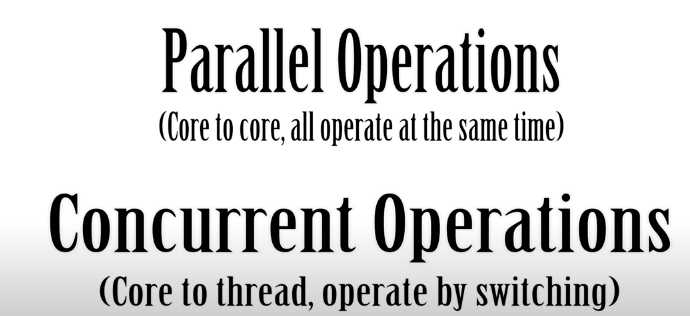 Parallel Operations
(Core to core, all operate at the same time)
Concurrent Operations
(Core to thread, operate by switching)